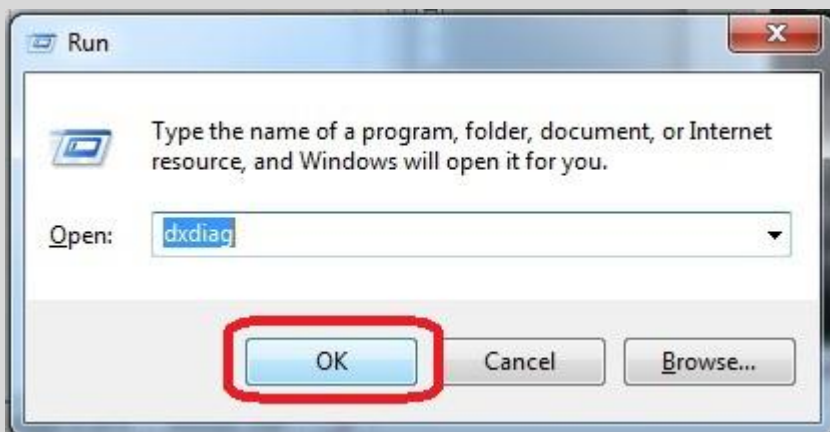 Run
Type the name of a program, folder, document, or Internet
resource, and Windows will open it for you.
Open: dxdiag
OK Cancel Browse...